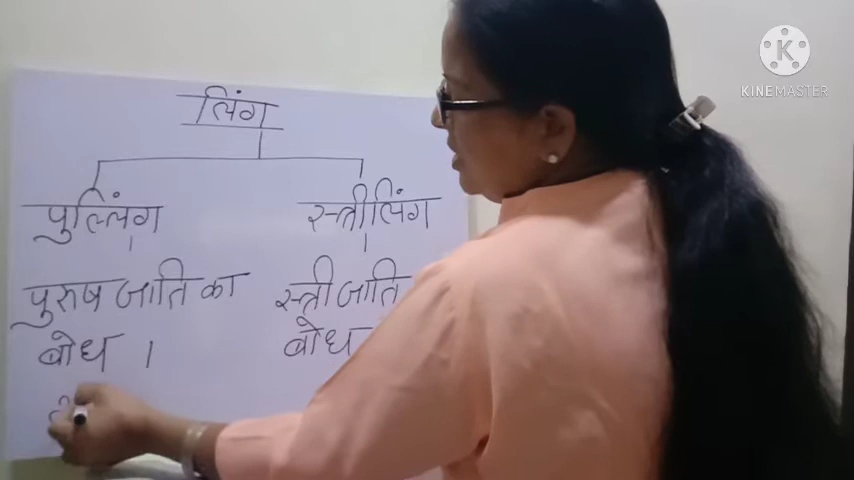 लिंग
पुल्लिंग
स्त्रीलिंग
पुरुष जाति का
बोध ।
स्त्री जाति
बोध
K
KINEMASTER